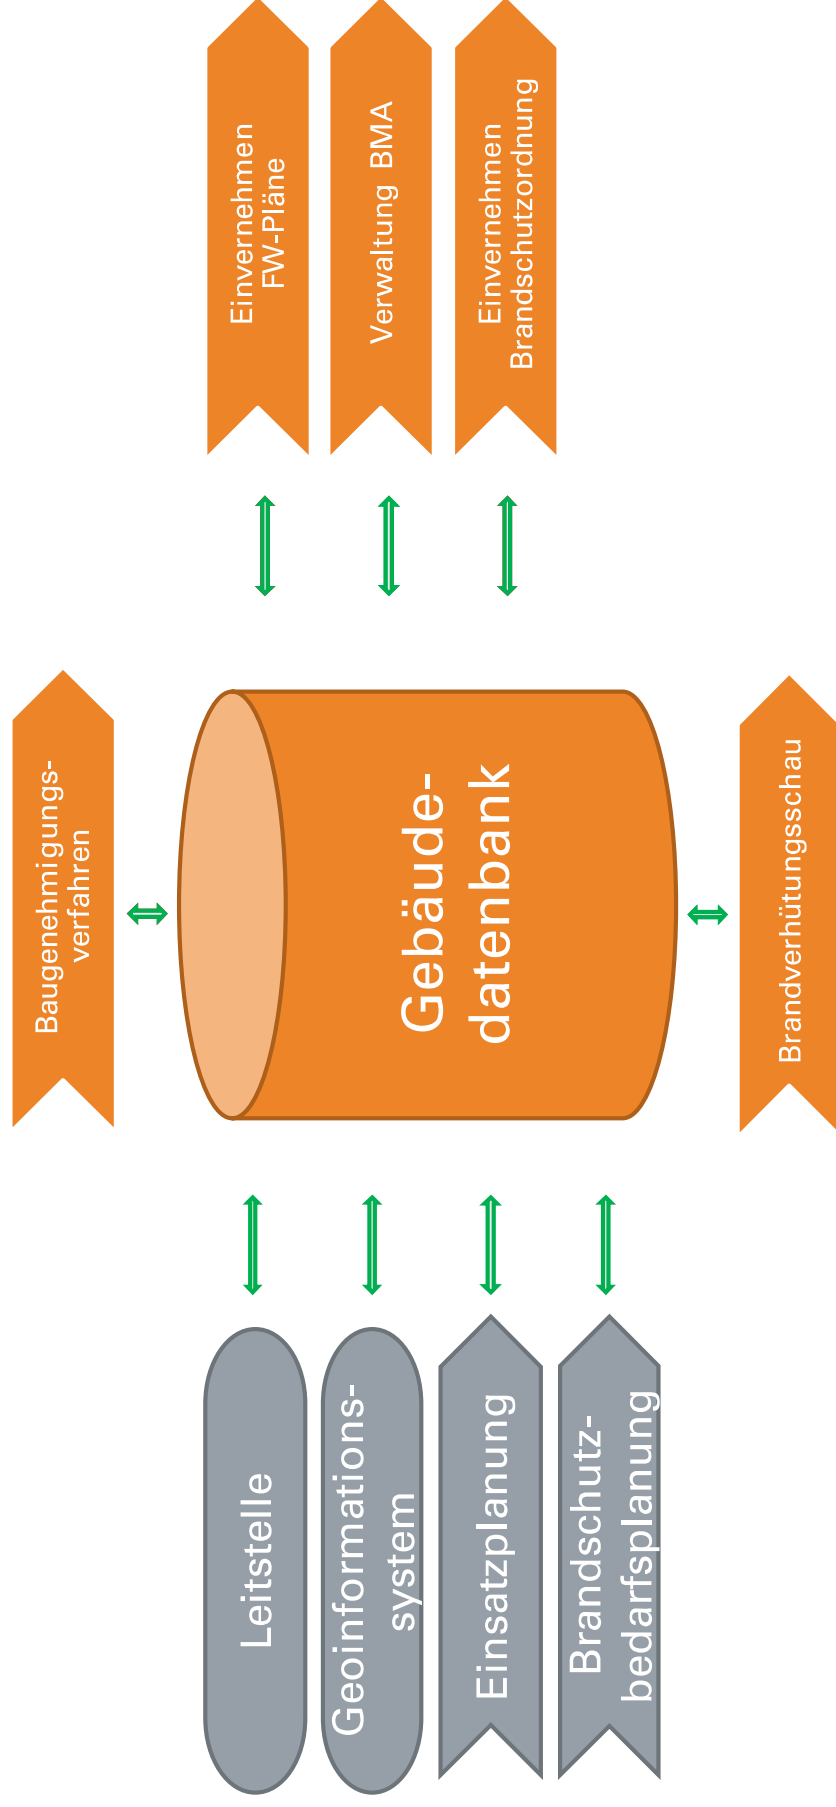 Baugenehmigungs-
verfahren
Leitstelle
Geoinformations-
system
Einsatzplanung
Brandschutz-
bedarfsplanung
Gebäude-
datenbank
Einvernehmen
FW-Pläne
Verwaltung BMA
Einvernehmen
Brandschutzordnung
Brandverhütungsschau